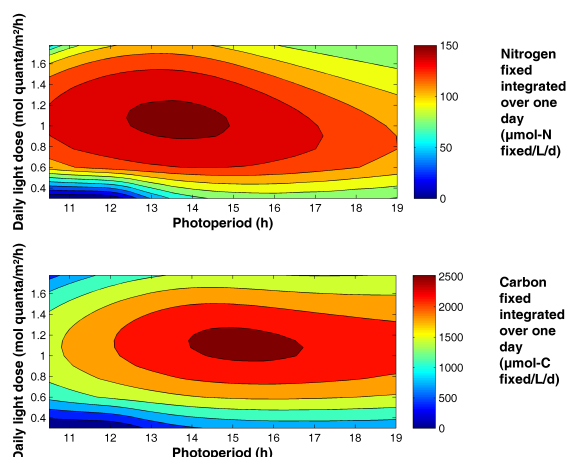 Daily light dose (mol quanta/m²/h)
1.6
1.4
1.2
1
0.8
0.6
0.4
11 12 13 14 15 16 17 18 19
Photoperiod (h)
150
100
50
0
Nitrogen
fixed
integrated
over one
day
(µmol-N
fixed/L/d)
Daily light dose (mol quanta/m²/h)
1.6
1.4
1.2
1
0.8
0.6
0.4
11 12 13 14 15 16 17 18 19
Photoperiod (h)
2500
2000
1500
1000
500
0
Carbon
fixed
integrated
over one
day
(µmol-C
fixed/L/d)